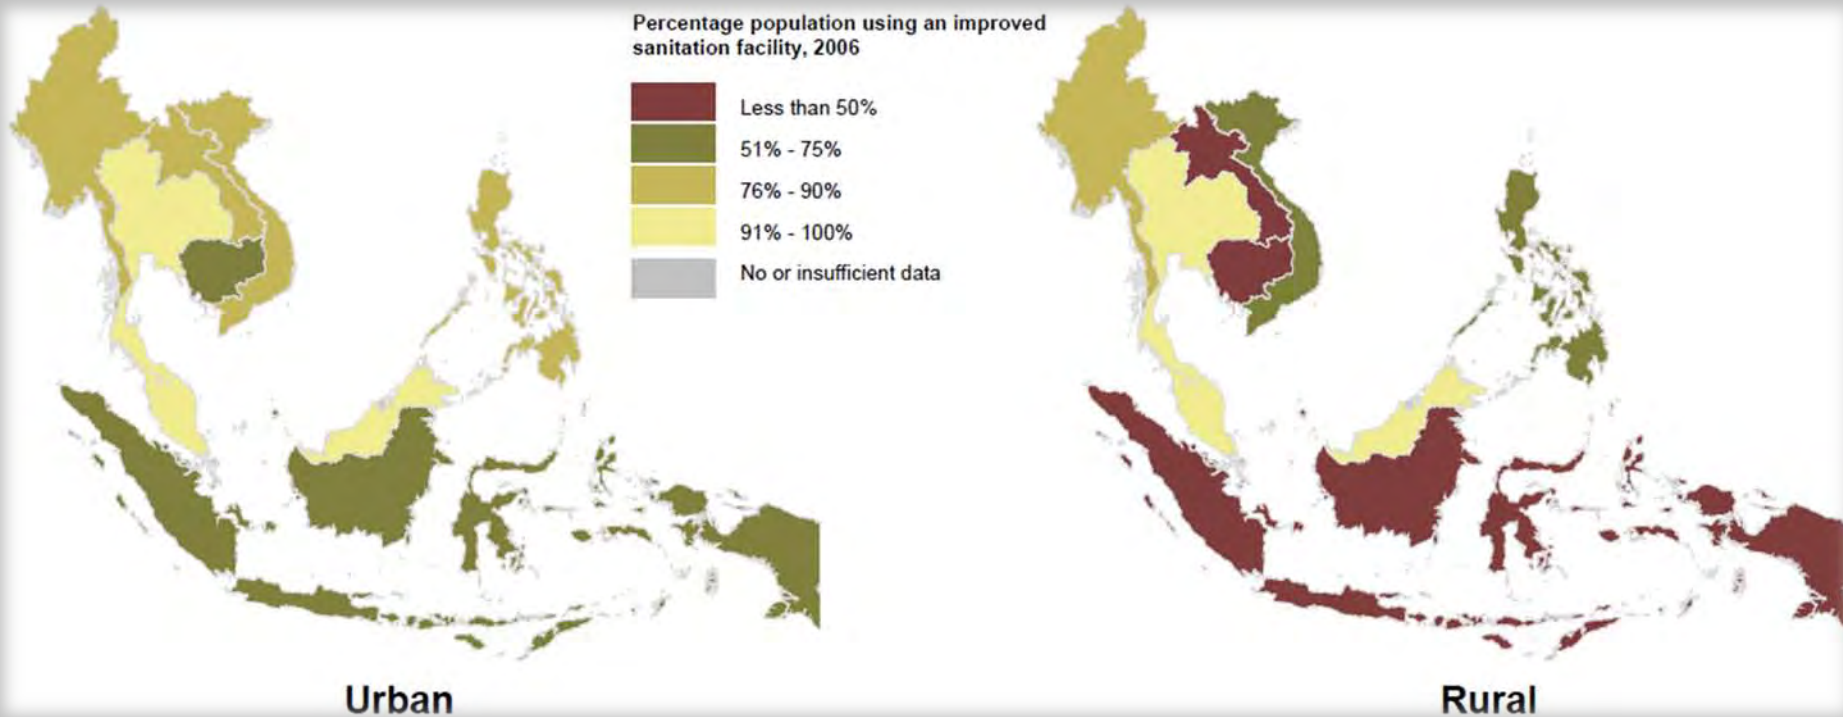 Percentage population using an improved
sanitation facility, 2006
Less than 50%
51% - 75%
76% - 90%
91% - 100%
No or insufficient data
Urban
Rural